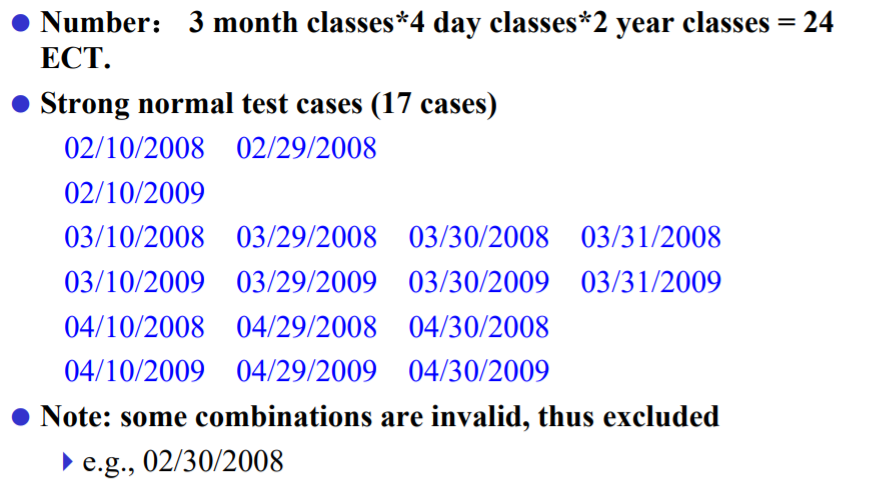 Number： 3 month classes*4 day classes*2 year classes = 24
ECT.
Strong normal test cases (17 cases)
02/10/2008 02/29/2008
02/10/2009
03/10/2008 03/29/2008 03/30/2008 03/31/2008
03/10/2009 03/29/2009 03/30/2009 03/31/2009
04/10/2008 04/29/2008 04/30/2008
04/10/2009 04/29/2009 04/30/2009
Note: some combinations are invalid, thus excluded
e.g., 02/30/2008